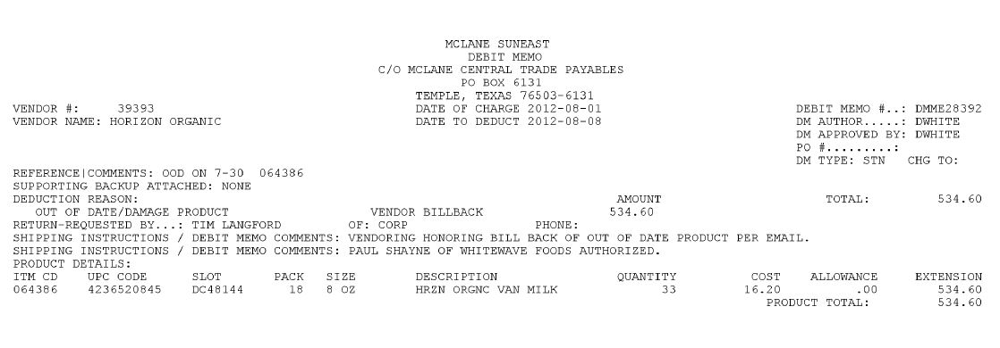 MCLANE SUNEAST
DEBIT MEMO
C/O MCLANE CENTRAL TRADE PAYABLES
PO BOX 6131
TEMPLE, TEXAS 76503-6131
VENDOR #: 39393 DATE OF CHARGE 2012-08-01 DEBIT MEMO #..: DMME28392
VENDOR NAME: HORIZON ORGANIC DATE TO DEDUCT 2012-08-08 DM AUTHOR.....: DWHITE
DM APPROVED BY: DWHITE
PO #.........:
DM TYPE: STN CHG TO:
REFERENCE|COMMENTS: OOD ON 7-30 064386
SUPPORTING BACKUP ATTACHED: NONE
DEDUCTION REASON: AMOUNT TOTAL: 534.60
OUT OF DATE/DAMAGE PRODUCT VENDOR BILLBACK 534.60
RETURN-REQUESTED BY...: TIM LANGFORD OF: CORP PHONE:
SHIPPING INSTRUCTIONS / DEBIT MEMO COMMENTS: VENDORING HONORING BILL BACK OF OUT OF DATE PRODUCT PER EMAIL.
SHIPPING INSTRUCTIONS / DEBIT MEMO COMMENTS: PAUL SHAYNE OF WHITEWAVE FOODS AUTHORIZED.
PRODUCT DETAILS:
ITM CD UPC CODE SLOT PACK SIZE DESCRIPTION QUANTITY COST ALLOWANCE EXTENSION
064386 4236520845 DC48144 18 8 OZ HRZN ORGNC VAN MILK 33 16.20 .00 534.60
PRODUCT TOTAL: 534.60